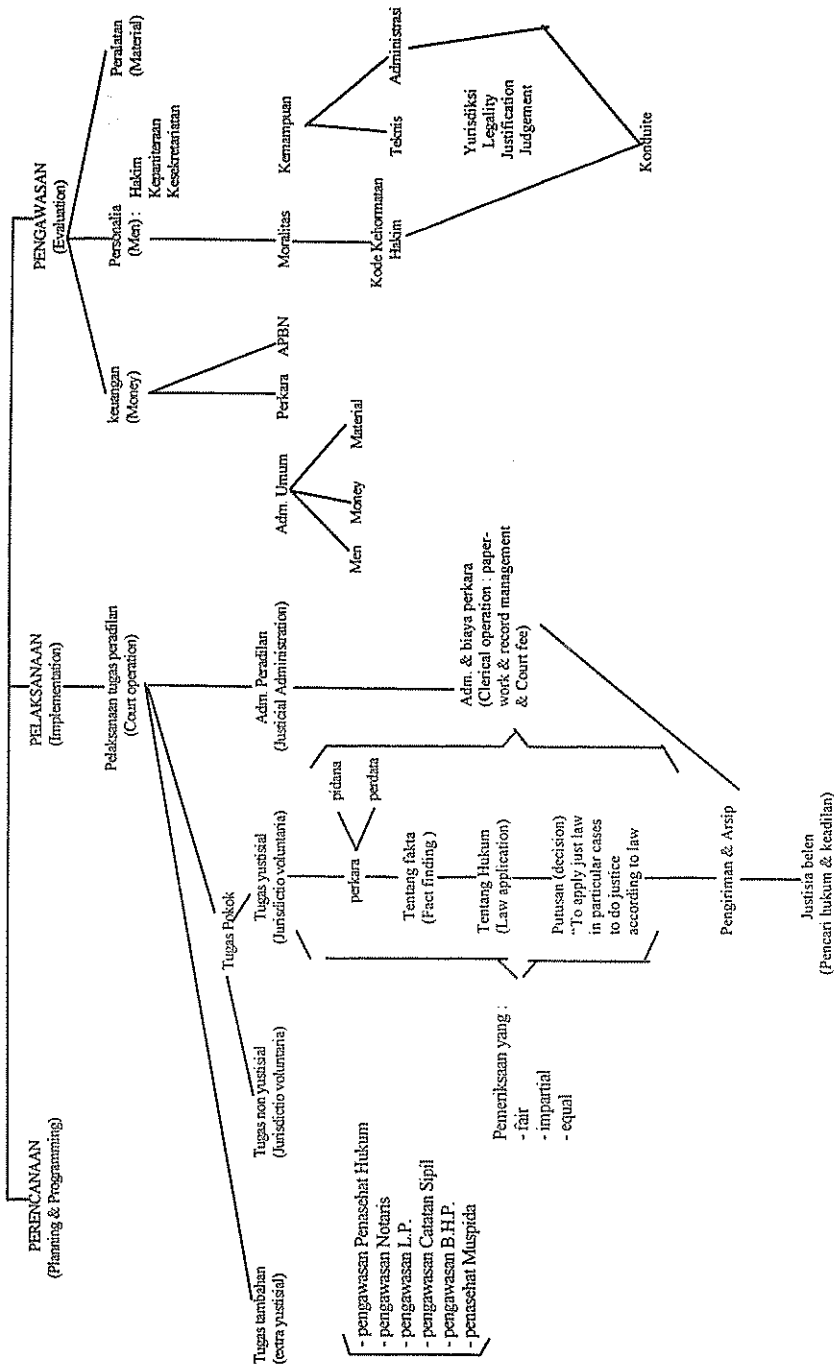 PERENCANAAN
(Planning & Programming)
PELAKSANAAN
(Implementation)
PENGAWASAN
(Evaluation)
Pelaksanaan tugas peradilan
(Court operation)
keuangan
(Money)
Personalia
(Men) :
Hakim
Kepaniteraan
Kesekretariatan
Peralatan
(Material)
Tugas Pokok
Tugas tambahan
(extra yustisial)
Tugas non yustisial
(Jurisdictio voluntaria)
Tugas yustisial
(Jurisdictio voluntaria)
Adm. Peradilan
(Justicial Administration)
Adm. Umum
Men
Money
Material
Perkara
APBN
Moralitas
Kemampuan
Teknis
Administrasi
Kode Kehormatan
Hakim
Yurisdiksi
Legality
Justification
Judgement
Konduite
- pengawasan Penasehat Hukum
- pengawasan Notaris
- pengawasan L.P.
- pengawasan Catatan Sipil
- pengawasan B.H.P.
- penasehat Muspida
perkara
pidana
perdata
Tentang fakta
(Fact finding )
Tentang Hukum
(Law application)
Putusan (decision)
"To apply just law
in particular cases
to do justice
according to law
Pemeriksaan yang :
- fair
- impartial
- equal
Adm. & biaya perkara
(Clerical operation : paper-
work & record management
& Court fee)
Pengiriman & Arsip
Justisia belen
(Pencari hukum & keadilan)